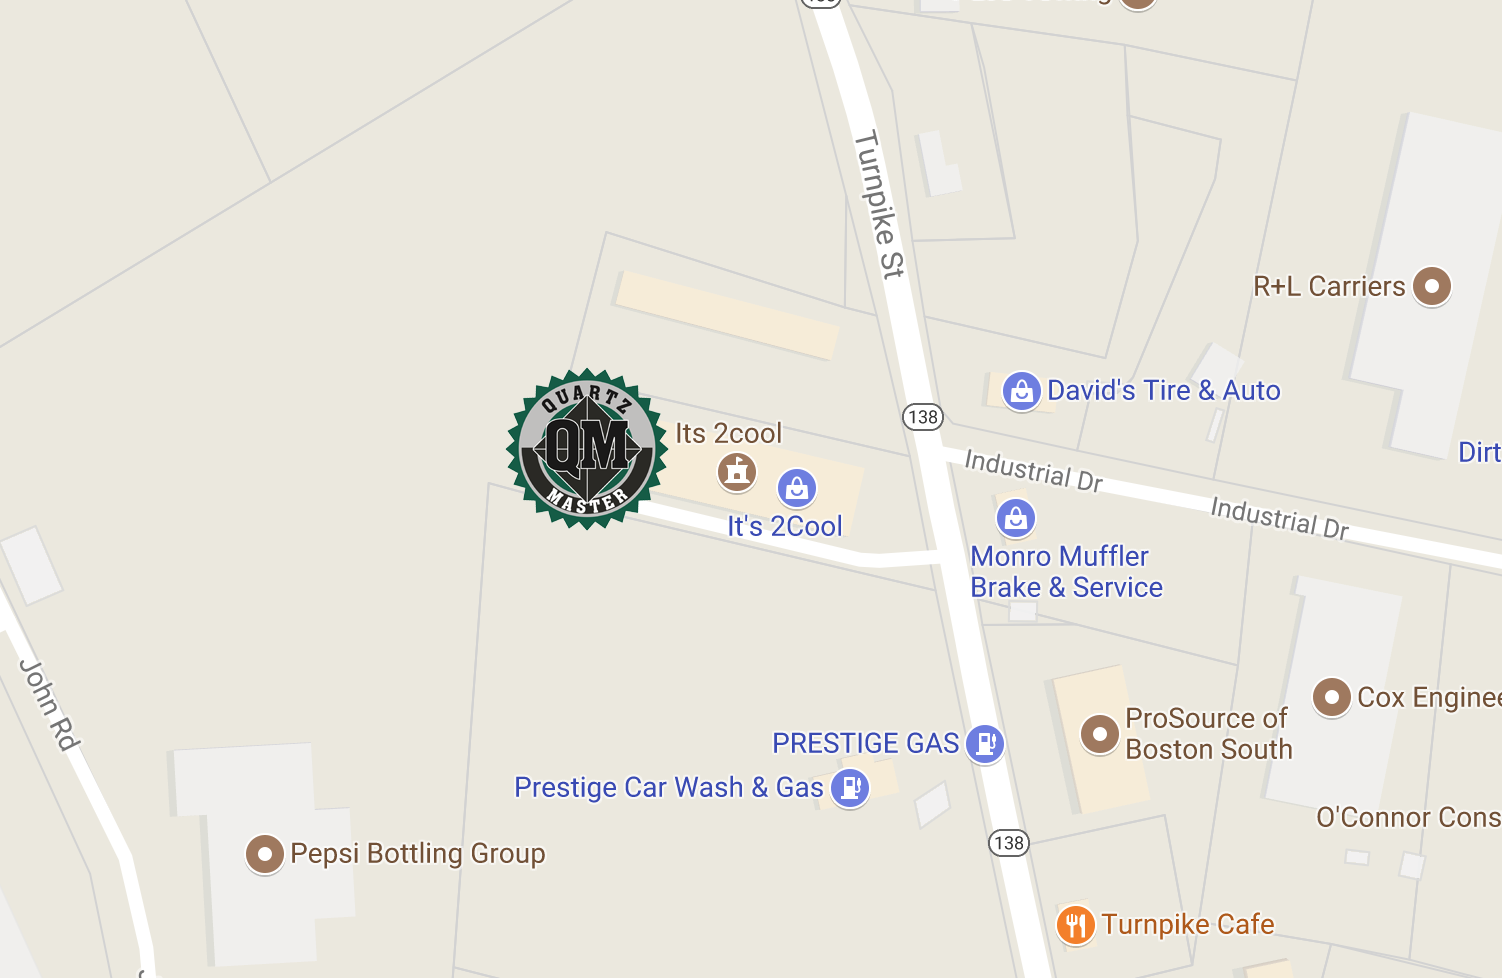 Turnpike St
R+L Carriers
David's Tire & Auto
138
QUARTZ
QM
MASTER
Its 2cool
It's 2Cool
Industrial Dr
Industrial Dr
Dirt
Monro Muffler
Brake & Service
John Rd
Cox Enginee
ProSource of
Boston South
PRESTIGE GAS
Prestige Car Wash & Gas
O'Connor Cons
138
Pepsi Bottling Group
Turnpike Cafe